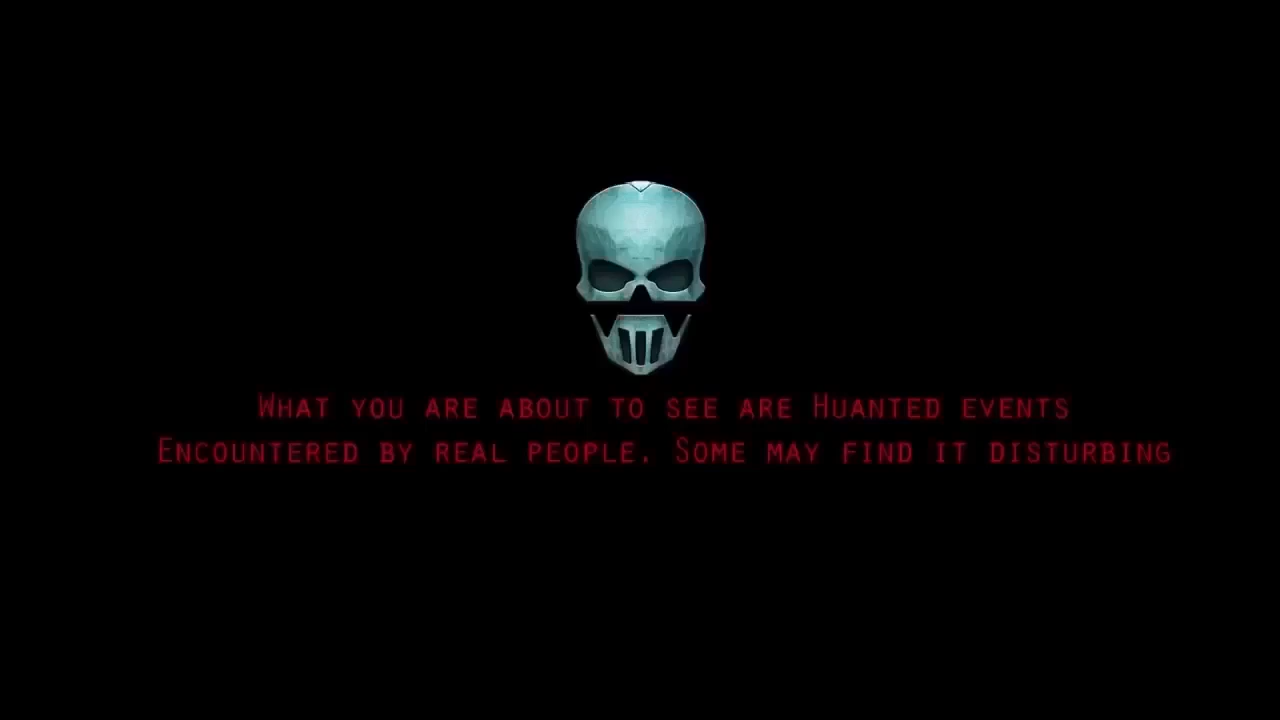 What you are about to see are Huanted events
Encountered by real people. Some may find it disturbing